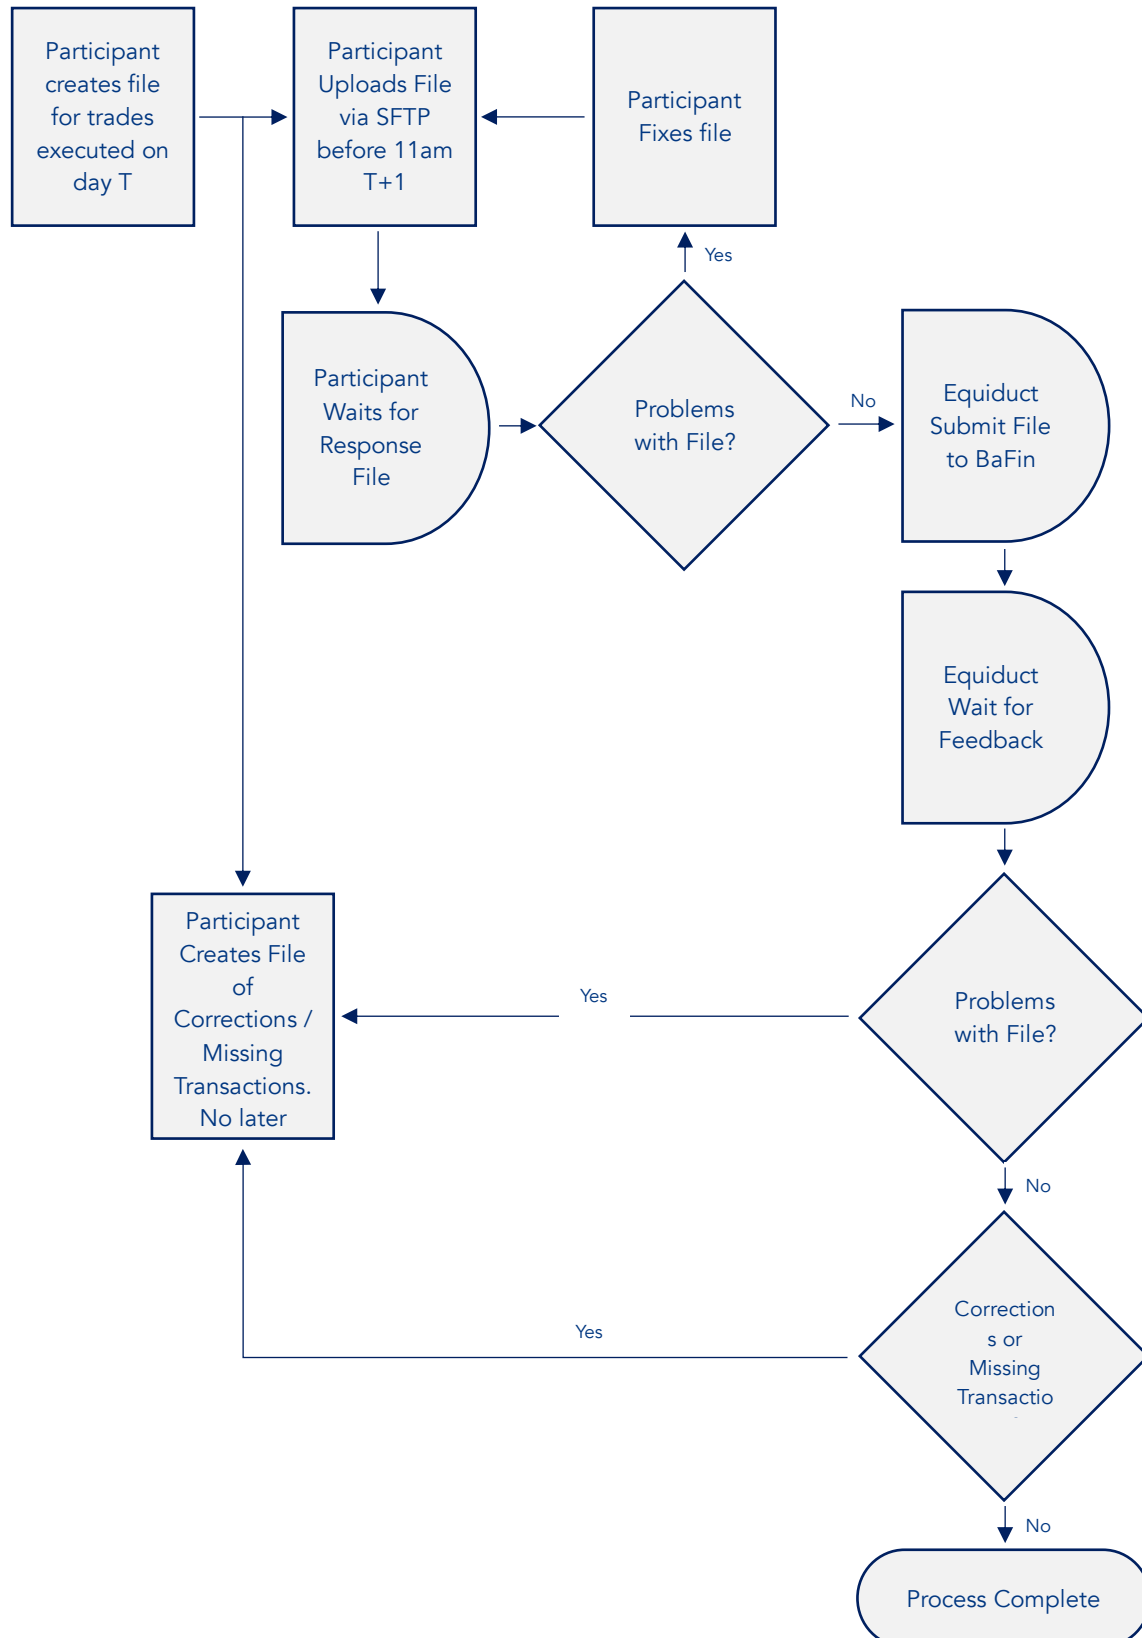 Participant
creates file
for trades
executed on
day T
Participant
Uploads File
via SFTP
before 11am
T+1
Participant
Fixes file
Yes
Participant
Waits for
Response
File
Problems
with File?
No
Equiduct
Submit File
to BaFin
Equiduct
Wait for
Feedback
Participant
Creates File
of
Corrections /
Missing
Transactions.
No later
Yes
Problems
with File?
No
Yes
Correction
s or
Missing
Transactio
No
Process Complete